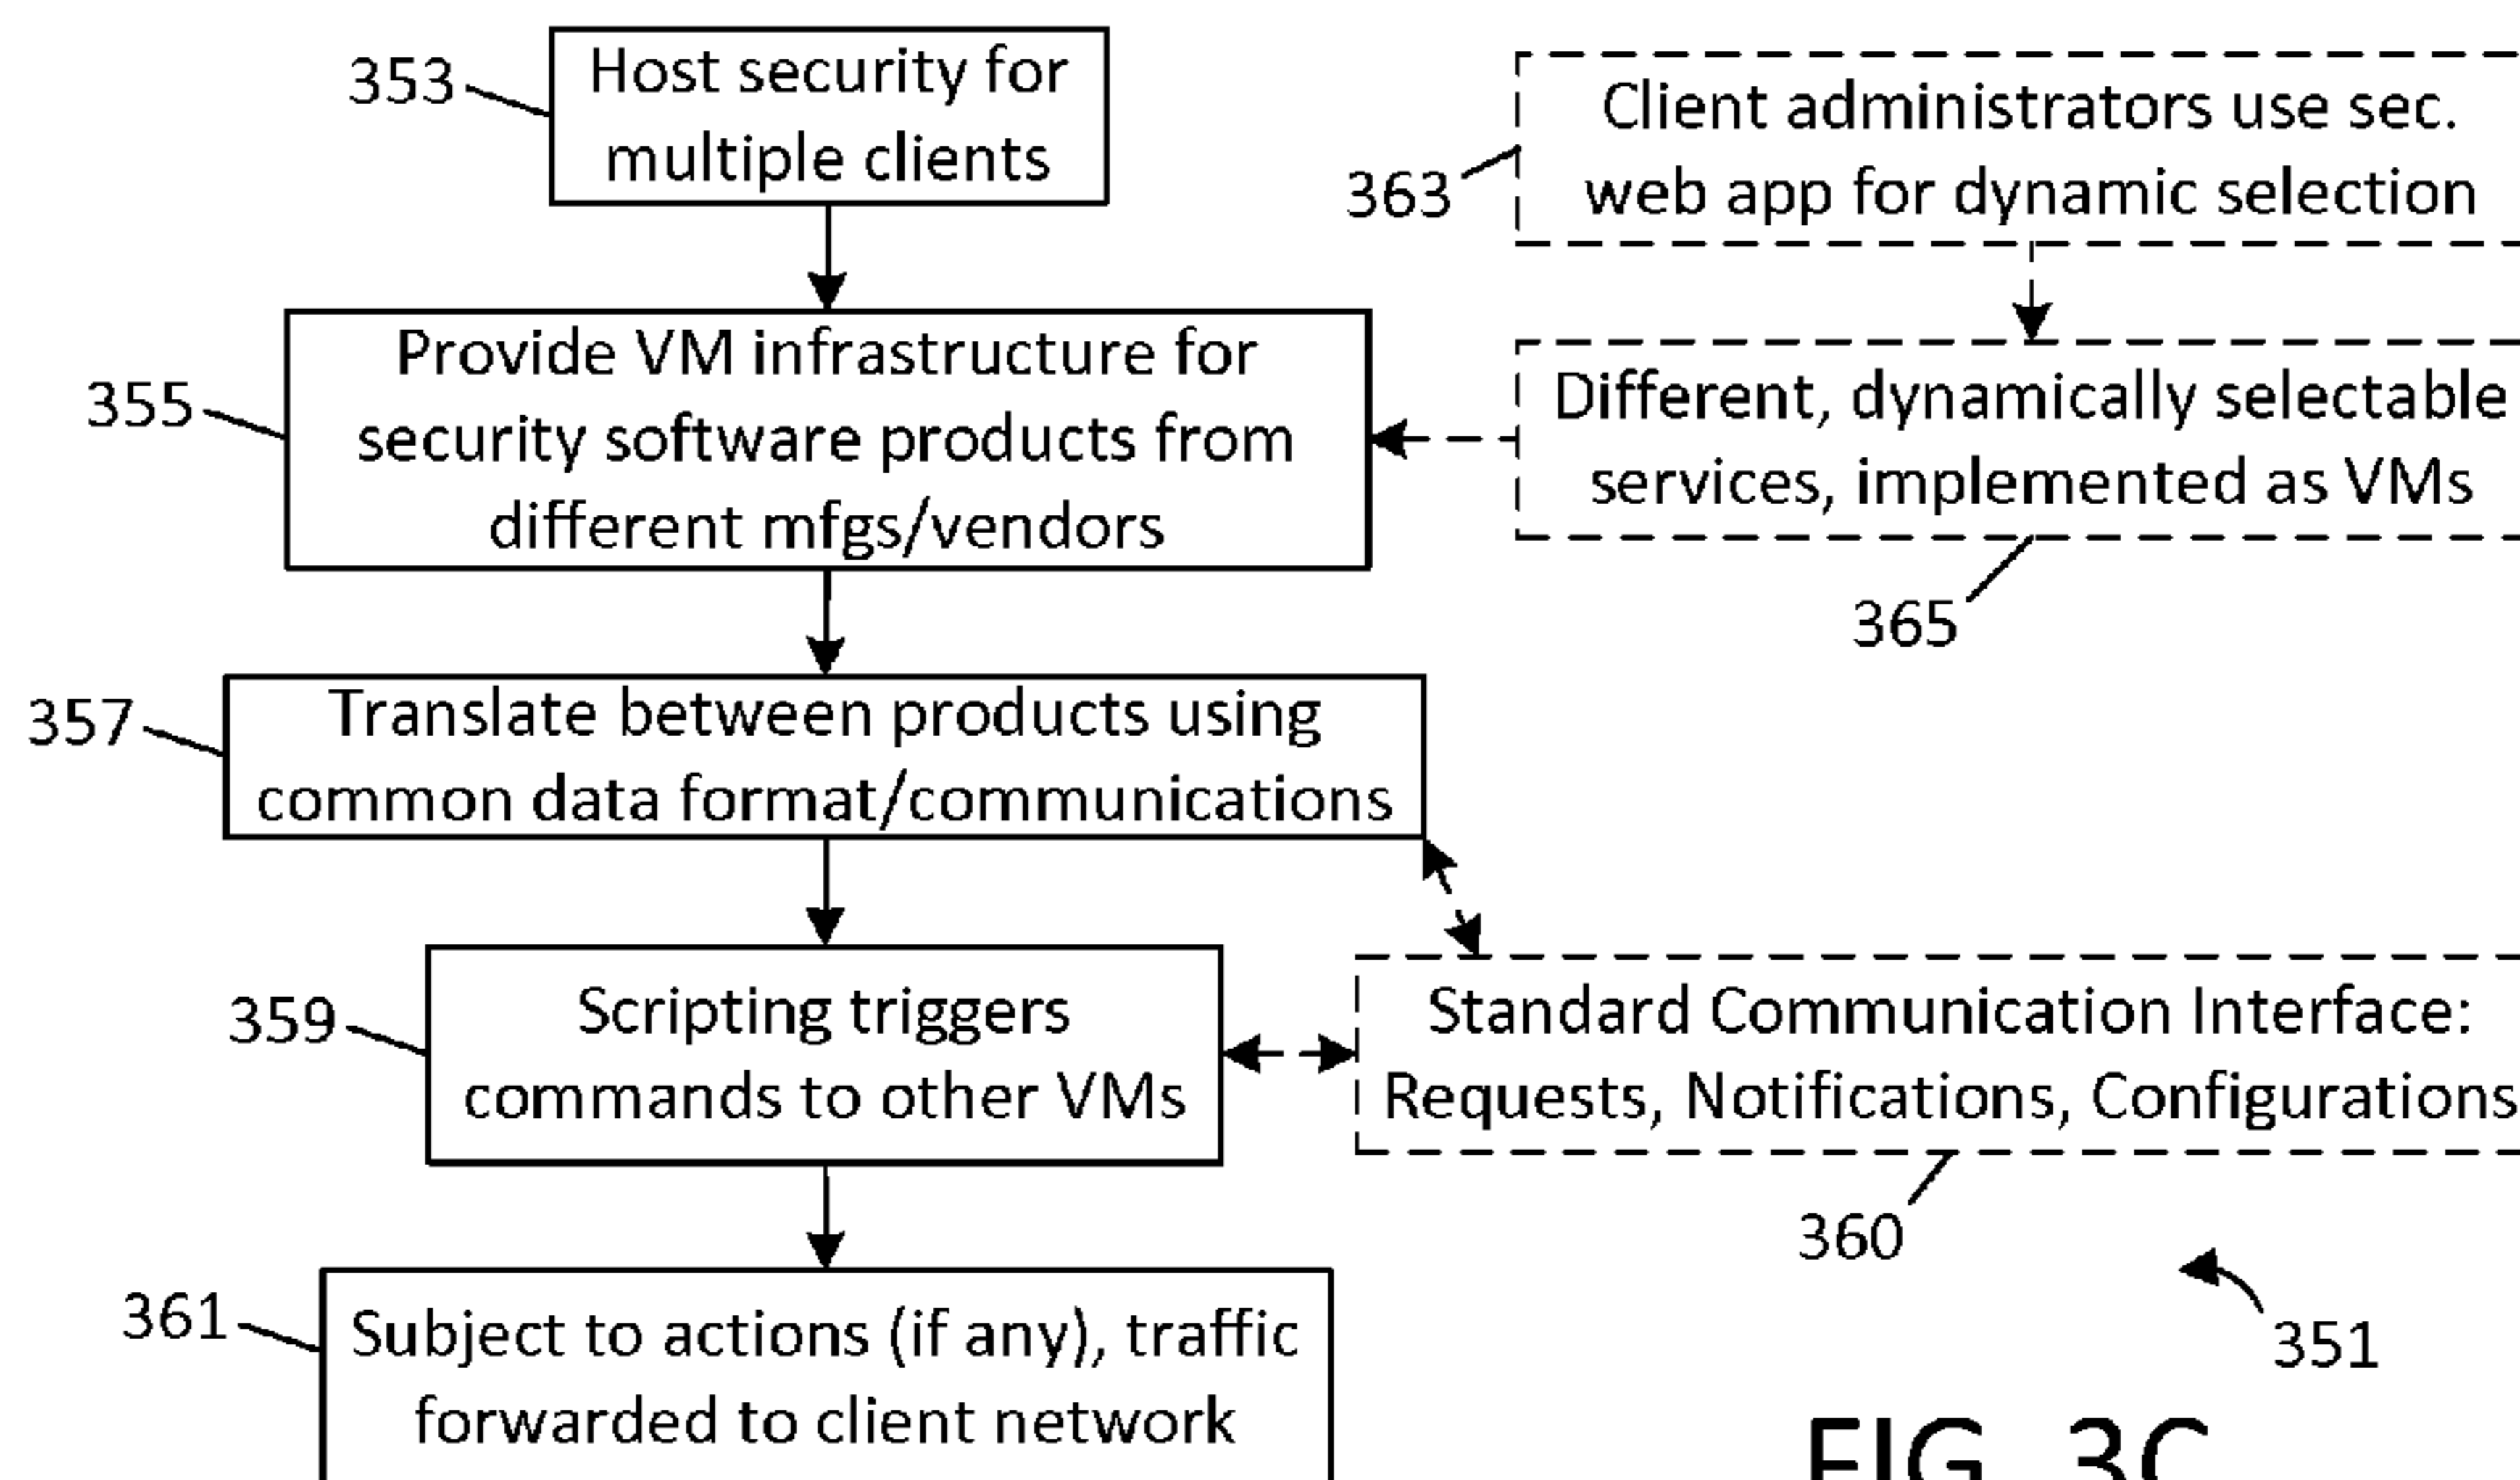 353
Host security for
multiple clients
363
Client administrators use sec.
web app for dynamic selection
355
Provide VM infrastructure for
security software products from
different mfgs/vendors
Different, dynamically selectable
services, implemented as VMs
365
357
Translate between products using
common data format/communications
359
Scripting triggers
commands to other VMs
Standard Communication Interface:
Requests, Notifications, Configurations
360
361
Subject to actions (if any), traffic
forwarded to client network
351
FIG. 3C